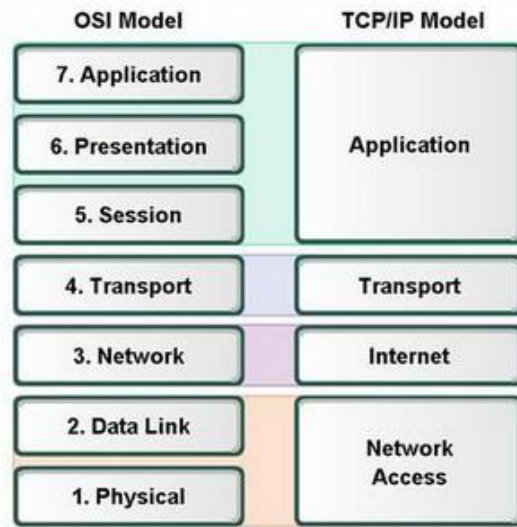 OSI Model
TCP/IP Model
7. Application
6. Presentation
5. Session
Application
4. Transport
Transport
3. Network
Internet
2. Data Link
1. Physical
Network
Access